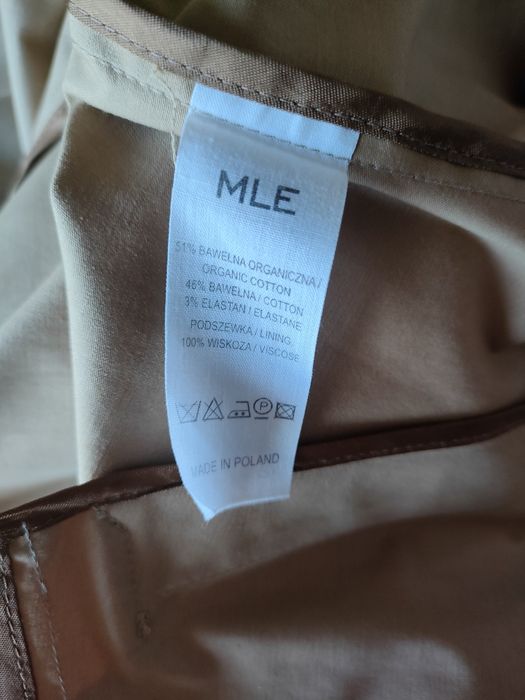 MLE
51% BAWEŁNA ORGANICZNA /
ORGANIC COTTON
46% BAWEŁNA / COTTON
3% ELASTAN / ELASTANE
PODSZEWKA / LINING
100% WISKOZA / VISCOSE
P
MADE IN POLAND